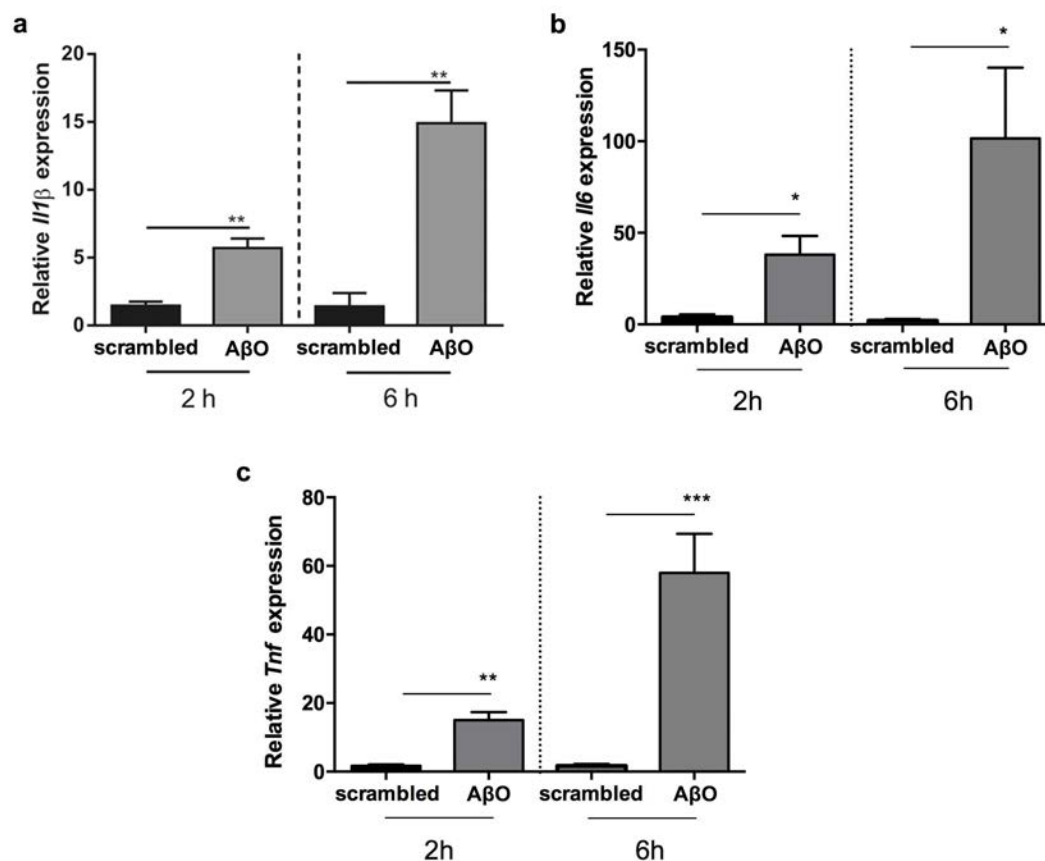 a
Relative Il1β expression
20
15
10
5
0
**
**
scrambled AβO scrambled AβO
2 h 6 h
b
Relative Il6 expression
150
100
50
0
*
*
scrambled AβO scrambled AβO
2h 6h
c
Relative Tnf expression
80
60
40
20
0
**
***
scrambled AβO scrambled AβO
2h 6h